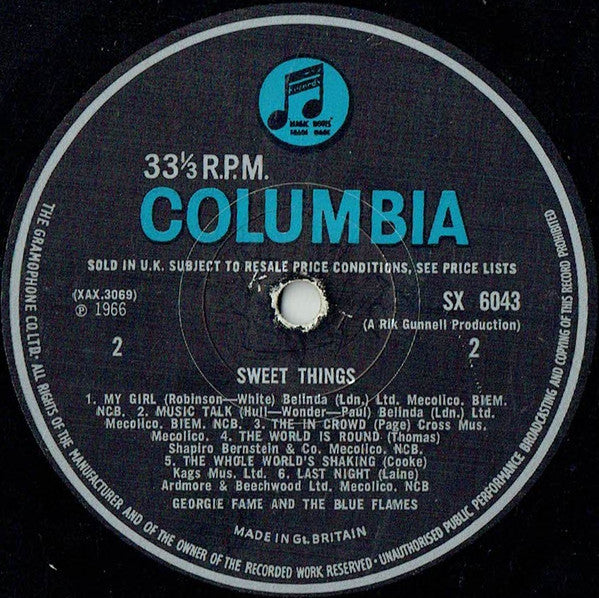 Records
MAGIC NOTES
TRADE MARK
33⅓ R.P.M.
COLUMBIA
SOLD IN U.K. SUBJECT TO RESALE PRICE CONDITIONS, SEE PRICE LISTS
(XAX.3069)
℗ 1966
SX 6043
(A Rik Gunnell Production)
2
2
SWEET THINGS
1. MY GIRL (Robinson—White) Belinda (Ldn.) Ltd. Mecolico. BIEM.
NCB. 2. MUSIC TALK (Hull—Wonder—Paul) Belinda (Ldn.) Ltd.
Mecolico. BIEM. NCB. 3. THE IN CROWD (Page) Cross Mus.
Mecolico. 4. THE WORLD IS ROUND (Thomas)
Shapiro Bernstein & Co. Mecolico. NCB.
5. THE WHOLE WORLD'S SHAKING (Cooke)
Kags Mus. Ltd. 6. LAST NIGHT (Laine)
Ardmore & Beechwood Ltd. Mecolico. NCB
GEORGIE FAME AND THE BLUE FLAMES
MADE IN Gt. BRITAIN
THE GRAMOPHONE CO. LTD. · ALL RIGHTS OF THE MANUFACTURER AND OF THE OWNER OF THE RECORDED WORK RESERVED · UNAUTHORISED PUBLIC PERFORMANCE BROADCASTING AND COPYING OF THIS RECORD PROHIBITED